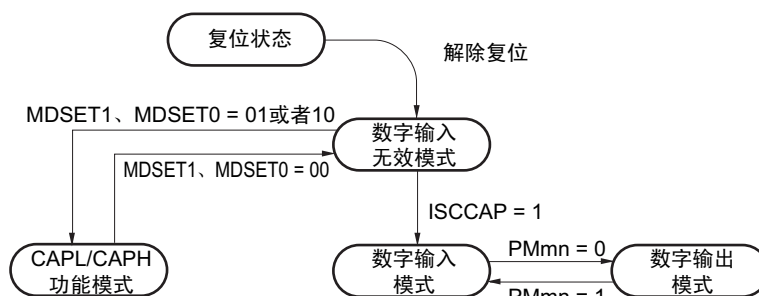 复位状态
解除复位
MDSET1、MDSET0 = 01或者10
数字输入
无效模式
MDSET1、MDSET0 = 00
ISCCAP = 1
CAPL/CAPH
功能模式
数字输入
模式
PMmn = 0
数字输出
模式
PMmn = 1